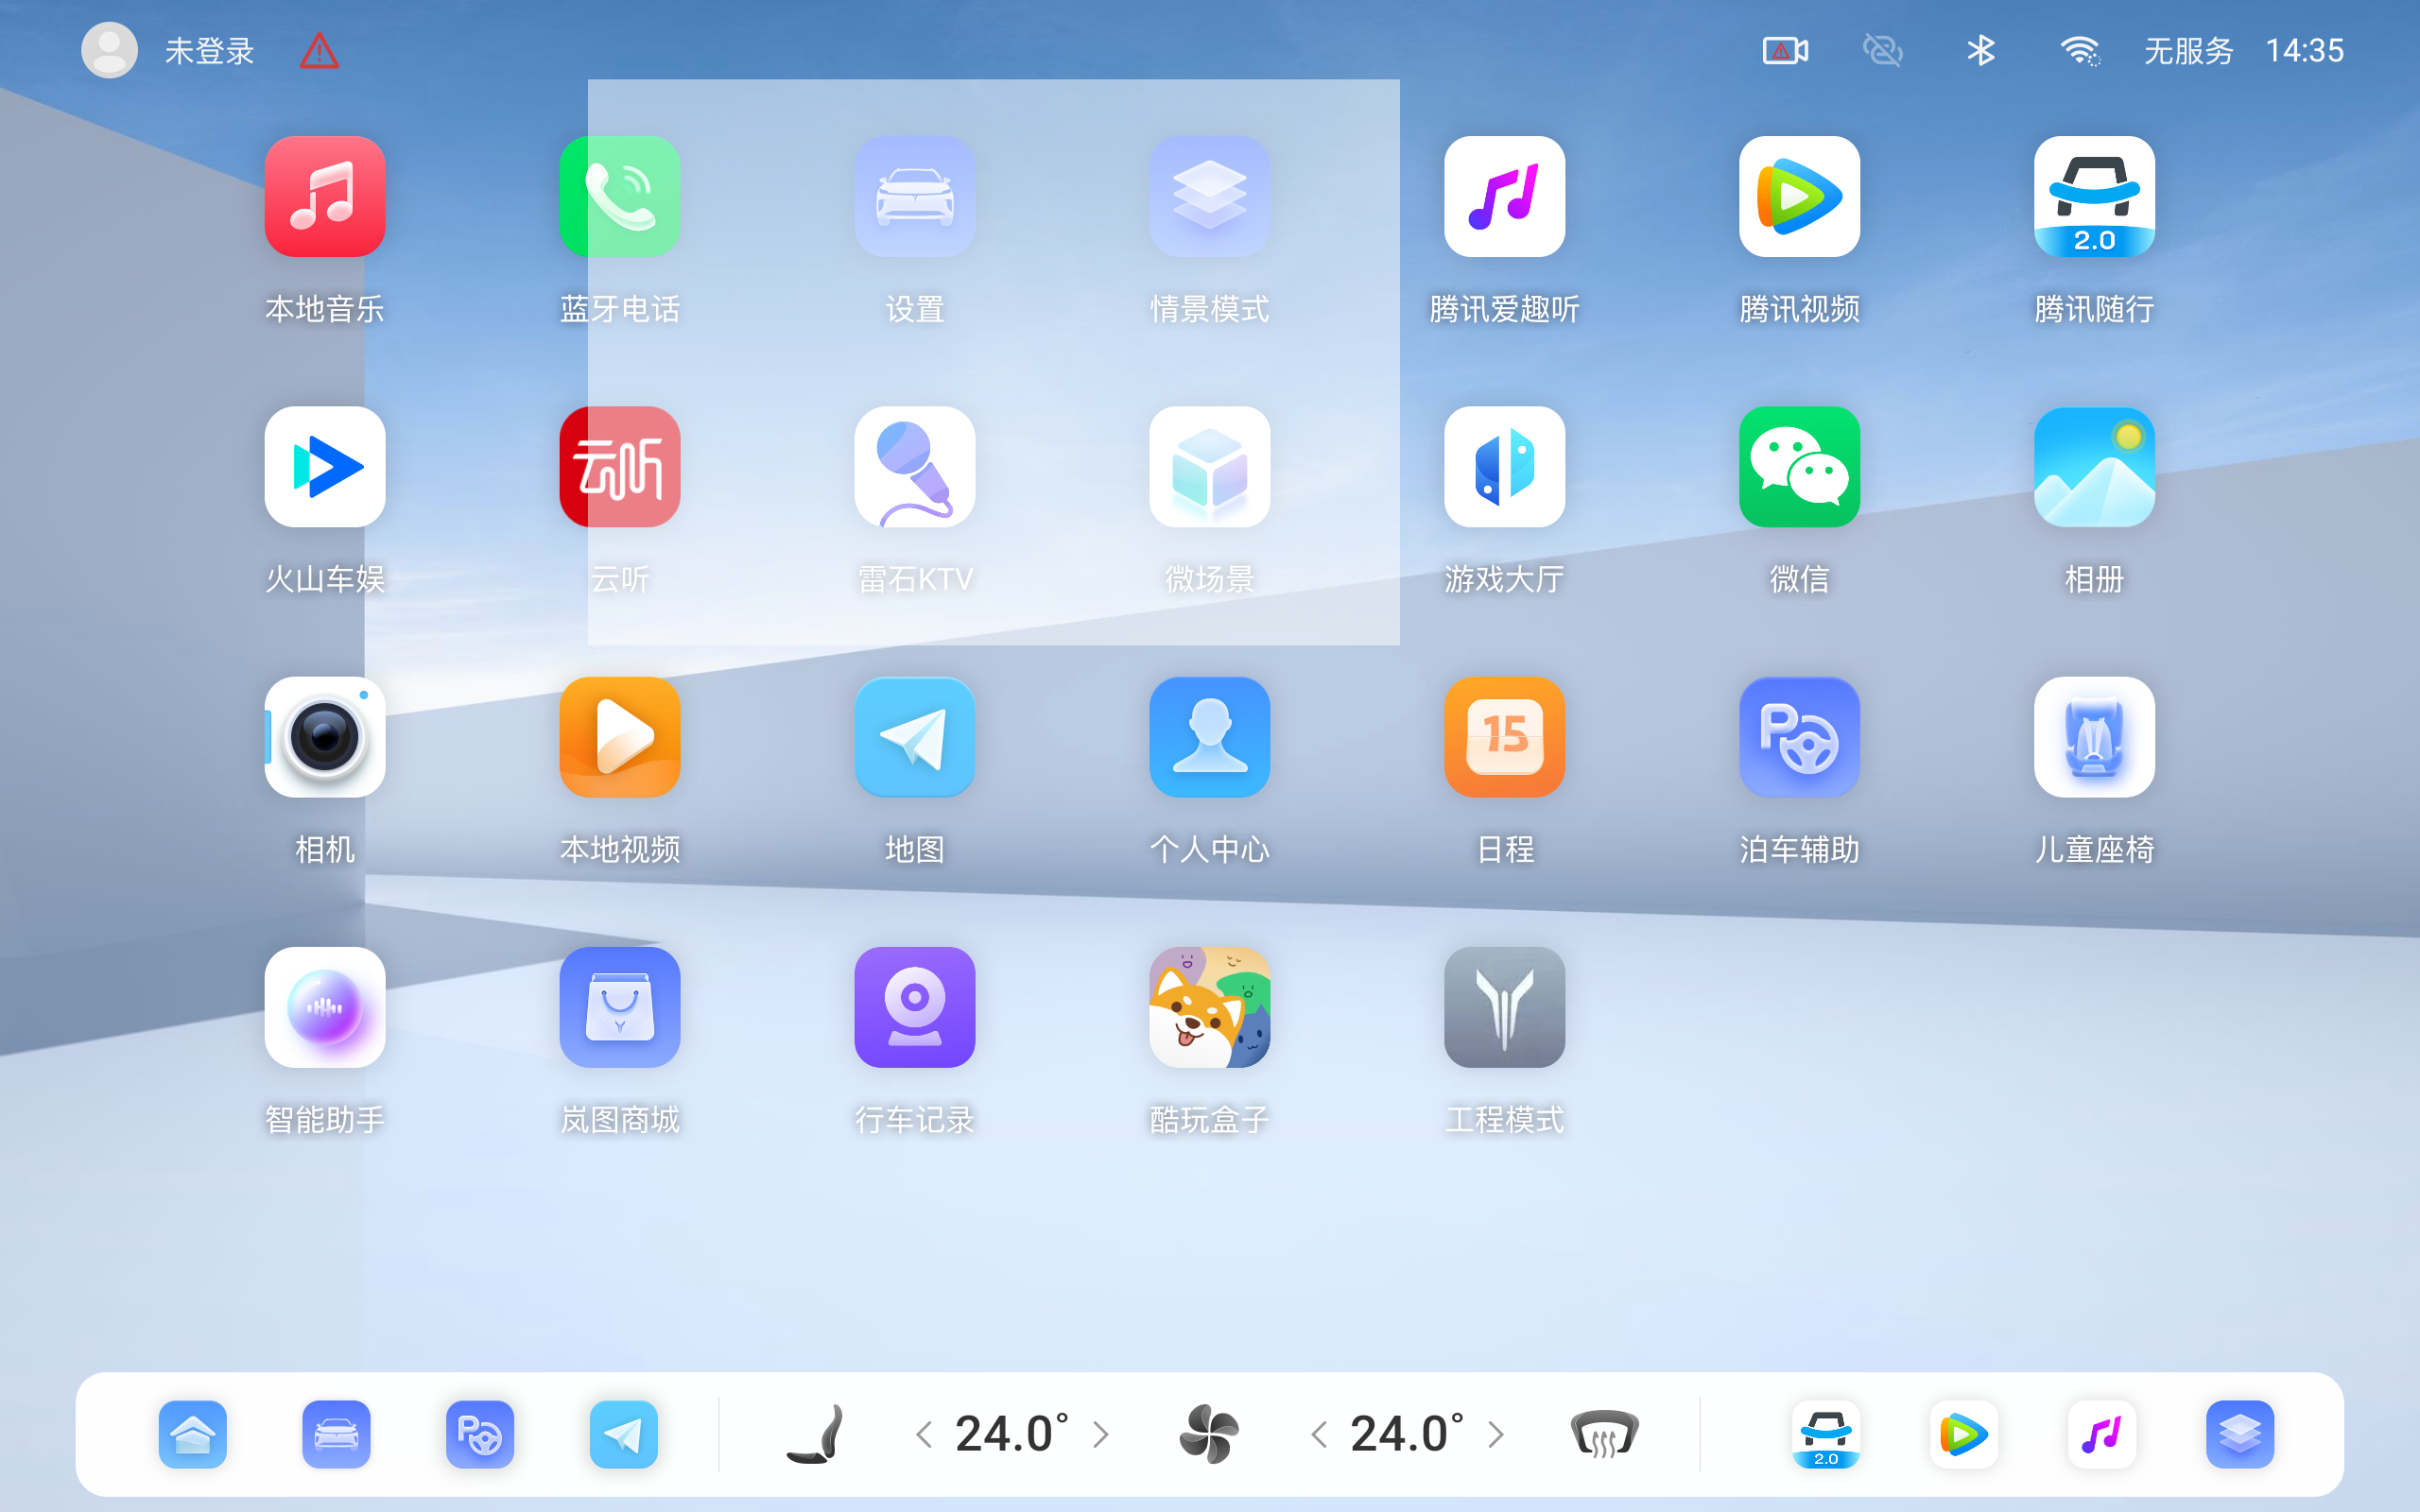 未登录 无服务 14:35
本地音乐 蓝牙电话 设置 情景模式 腾讯爱趣听 腾讯视频 腾讯随行
2.0
云听
火山车娱 云听 雷石KTV 微场景 游戏大厅 微信 相册
15 P
相机 本地视频 地图 个人中心 日程 泊车辅助 儿童座椅
智能助手 岚图商城 行车记录 酷玩盒子 工程模式
P 24.0° 24.0° 2.0